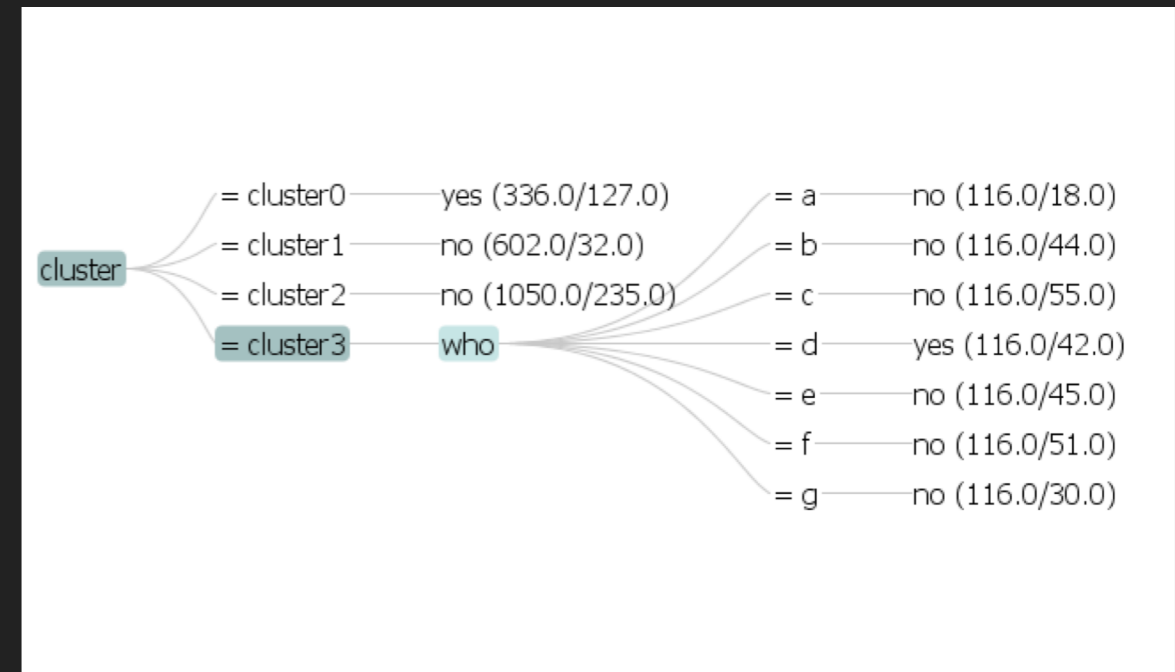 cluster
= cluster0 yes (336.0/127.0)
= cluster1 no (602.0/32.0)
= cluster2 no (1050.0/235.0)
= cluster3 who
= a no (116.0/18.0)
= b no (116.0/44.0)
= c no (116.0/55.0)
= d yes (116.0/42.0)
= e no (116.0/45.0)
= f no (116.0/51.0)
= g no (116.0/30.0)